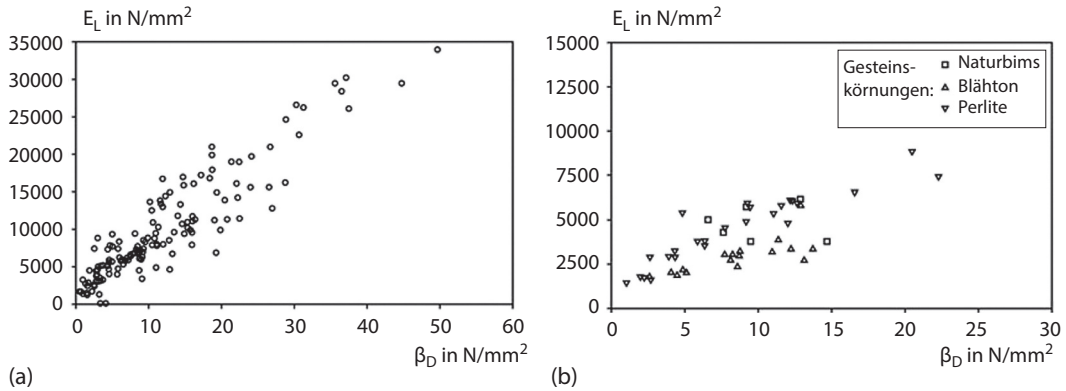 E_L in N/mm²
35000
30000
25000
20000
15000
10000
5000
0
0 10 20 30 40 50 60
β_D in N/mm²
(a)
E_L in N/mm²
15000
12500
10000
7500
5000
2500
0
Gesteins-
körnungen:
Naturbims
Blähton
Perlite
0 5 10 15 20 25 30
β_D in N/mm²
(b)